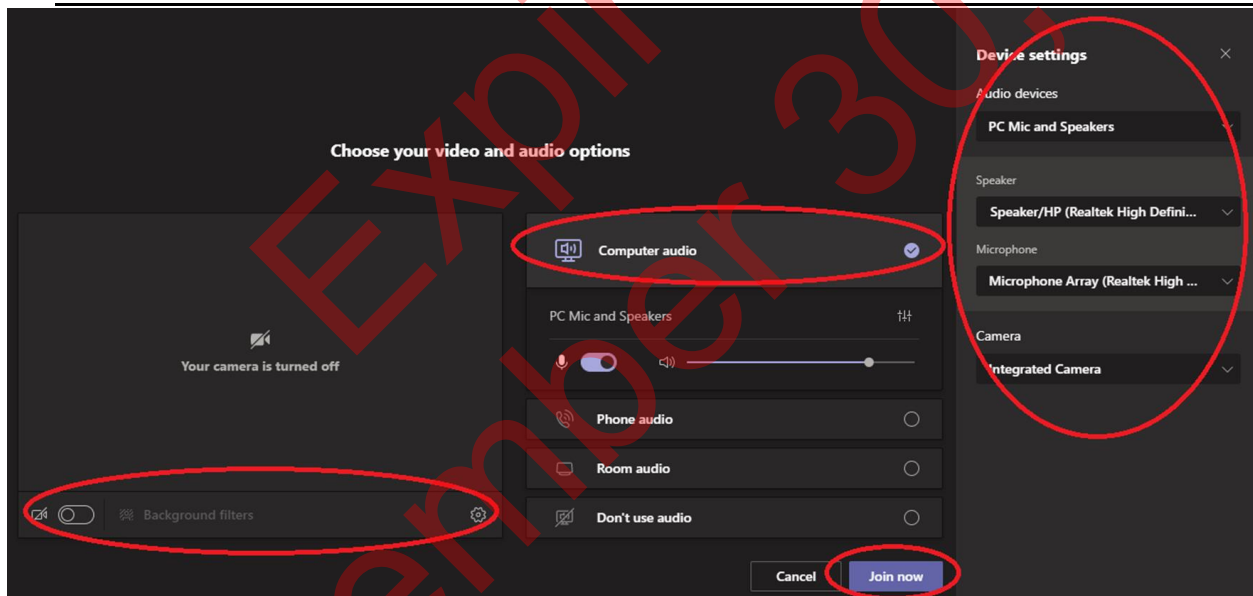 Choose your video and audio options
Your camera is turned off
Background filters
Computer audio
PC Mic and Speakers
Phone audio
Room audio
Don't use audio
Cancel
Join now
Device settings
Audio devices
PC Mic and Speakers
Speaker
Speaker/HP (Realtek High Defini...
Microphone
Microphone Array (Realtek High ...
Camera
Integrated Camera
30,